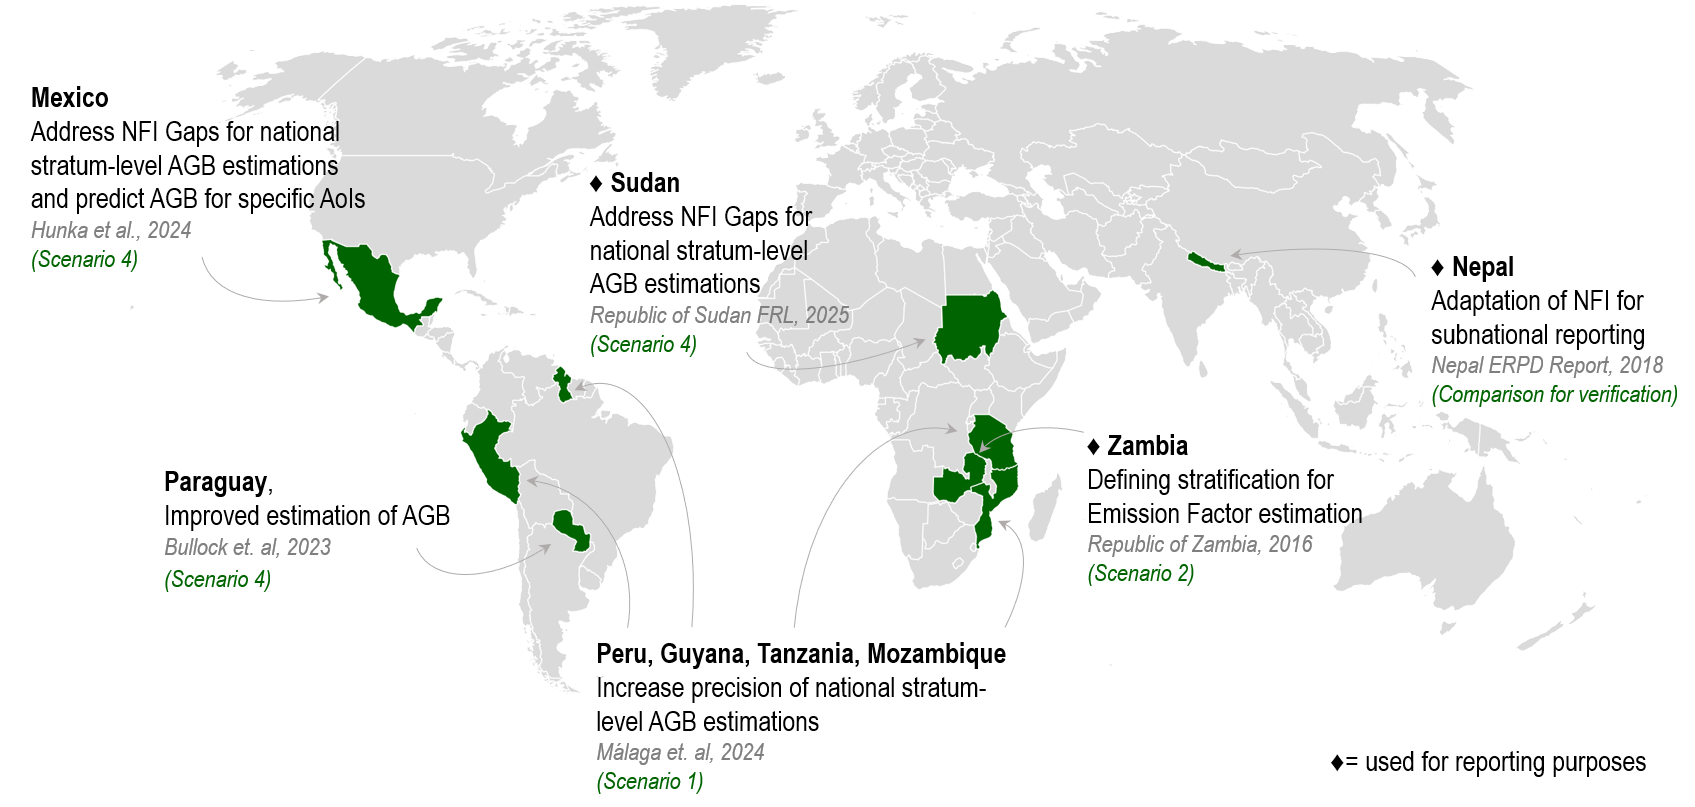 Mexico
Address NFI Gaps for national
stratum-level AGB estimations
and predict AGB for specific AoIs
Hunka et al., 2024
(Scenario 4)
♦ Sudan
Address NFI Gaps for
national stratum-level
AGB estimations
Republic of Sudan FRL, 2025
(Scenario 4)
♦ Nepal
Adaptation of NFI for
subnational reporting
Nepal ERPD Report, 2018
(Comparison for verification)
♦ Zambia
Defining stratification for
Emission Factor estimation
Republic of Zambia, 2016
(Scenario 2)
Paraguay,
Improved estimation of AGB
Bullock et. al, 2023
(Scenario 4)
Peru, Guyana, Tanzania, Mozambique
Increase precision of national stratum-
level AGB estimations
Málaga et. al, 2024
(Scenario 1)
♦= used for reporting purposes